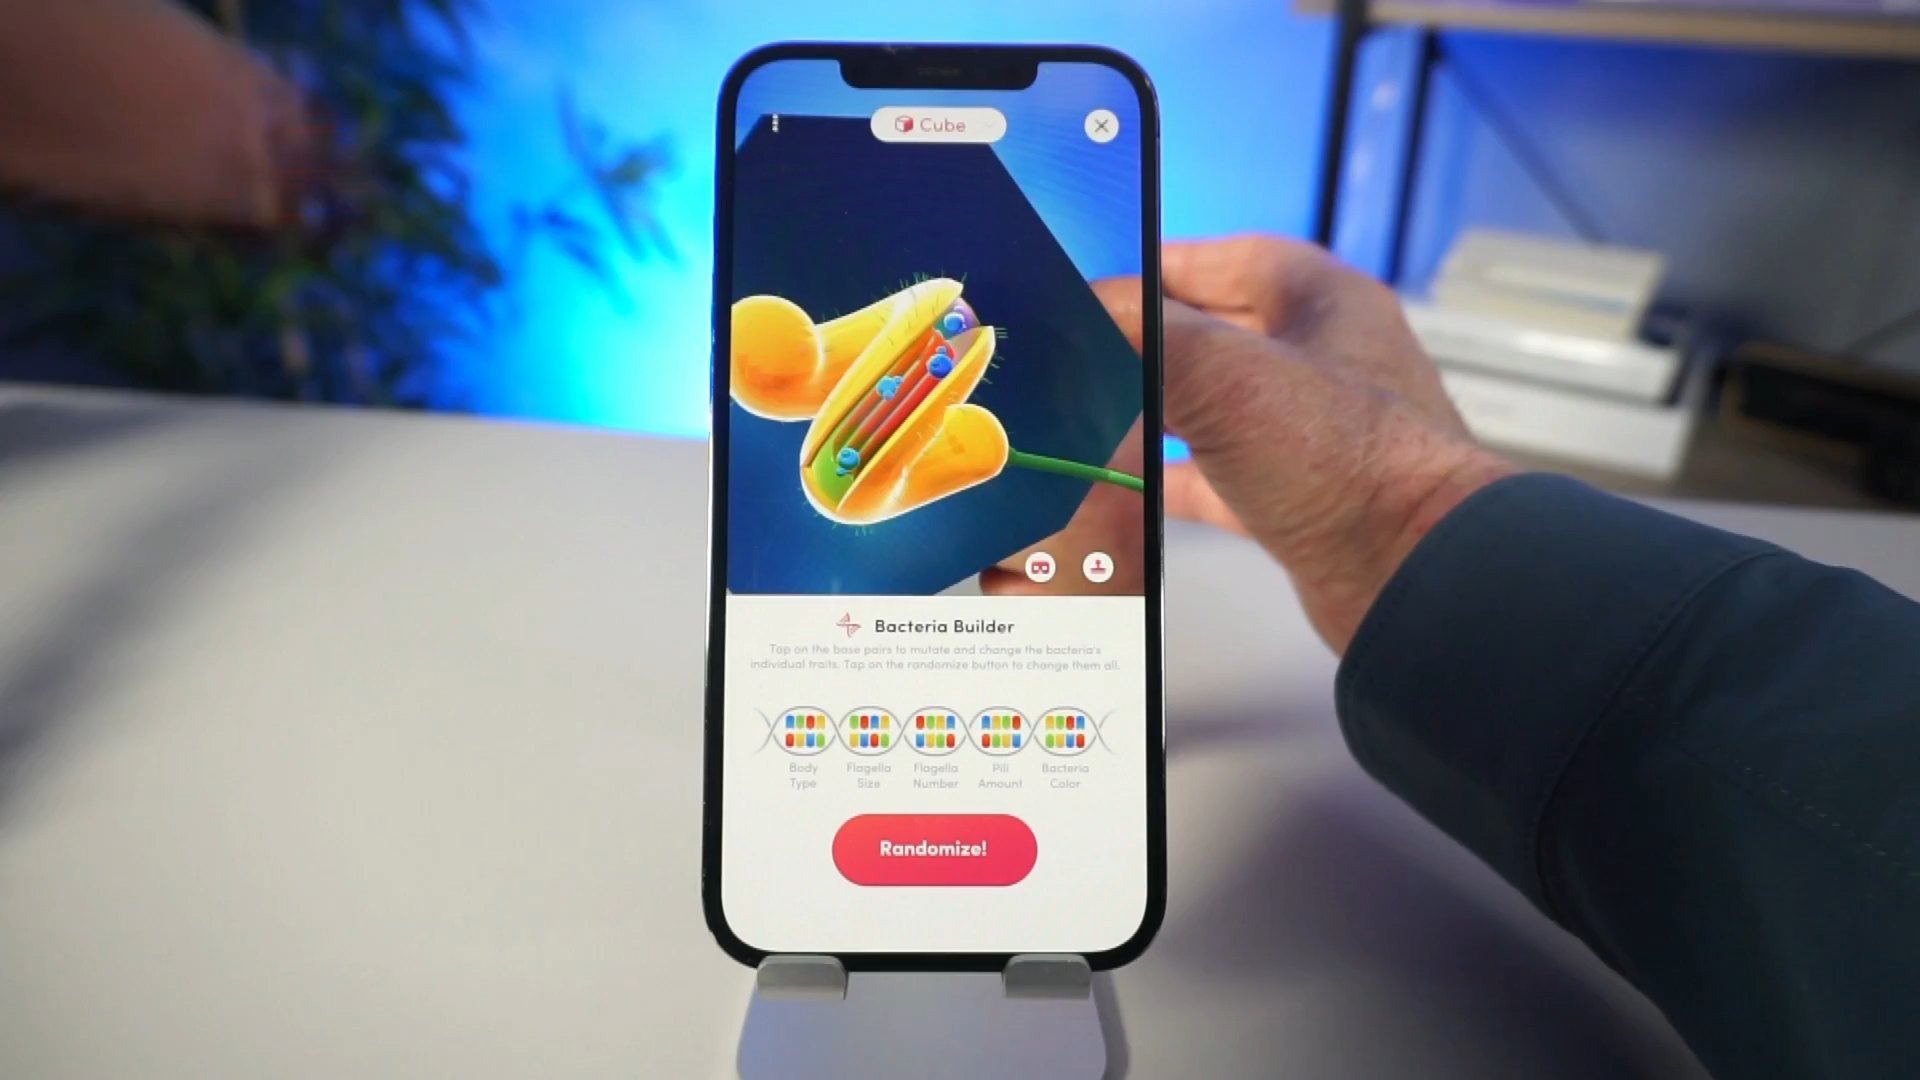 Cube
Bacteria Builder
Tap on the base pairs to mutate and change the bacteria's
individual traits. Tap on the randomize button to change them all.
Body
Type
Flagella
Size
Flagella
Number
Pili
Amount
Bacteria
Color
Randomize!